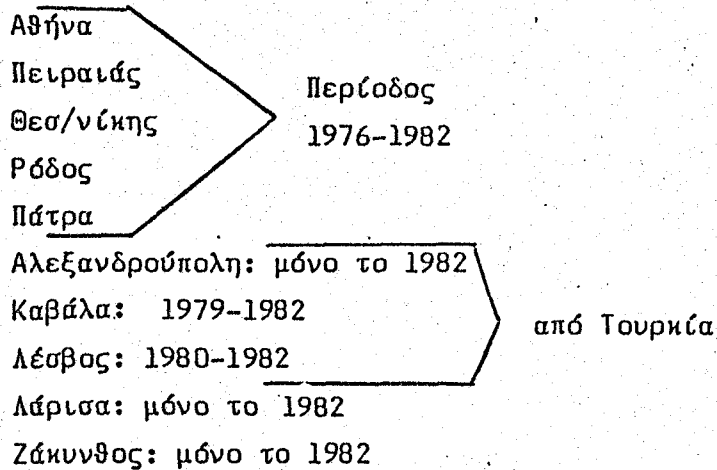 Αθήνα
Πειραιάς
Θεσ/νίκης
Ρόδος
Πάτρα
Περίοδος
1976-1982
Αλεξανδρούπολη: μόνο το 1982
Καβάλα: 1979-1982
Λέσβος: 1980-1982
από Τουρκία
Λάρισα: μόνο το 1982
Ζάκυνθος: μόνο το 1982